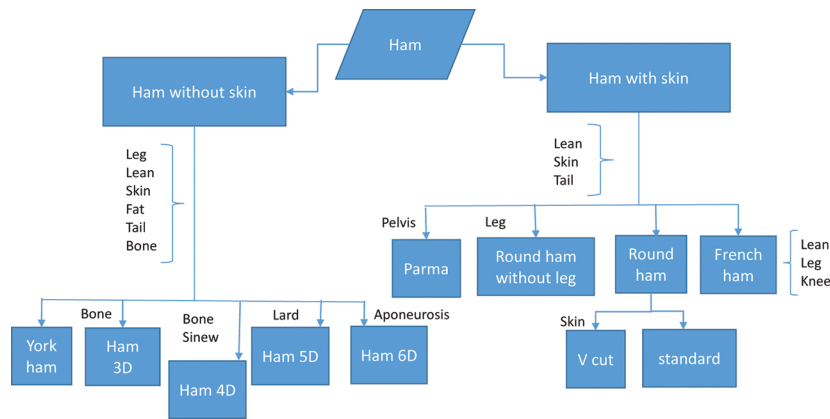 Ham
Ham without skin
Ham with skin
Leg
Lean
Skin
Fat
Tail
Bone
Lean
Skin
Tail
Pelvis
Leg
Parma
Round ham
without leg
Round
ham
French
ham
Lean
Leg
Knee
Bone
Bone
Sinew
Lard
Aponeurosis
York
ham
Ham
3D
Ham 4D
Ham 5D
Ham 6D
Skin
V cut
standard